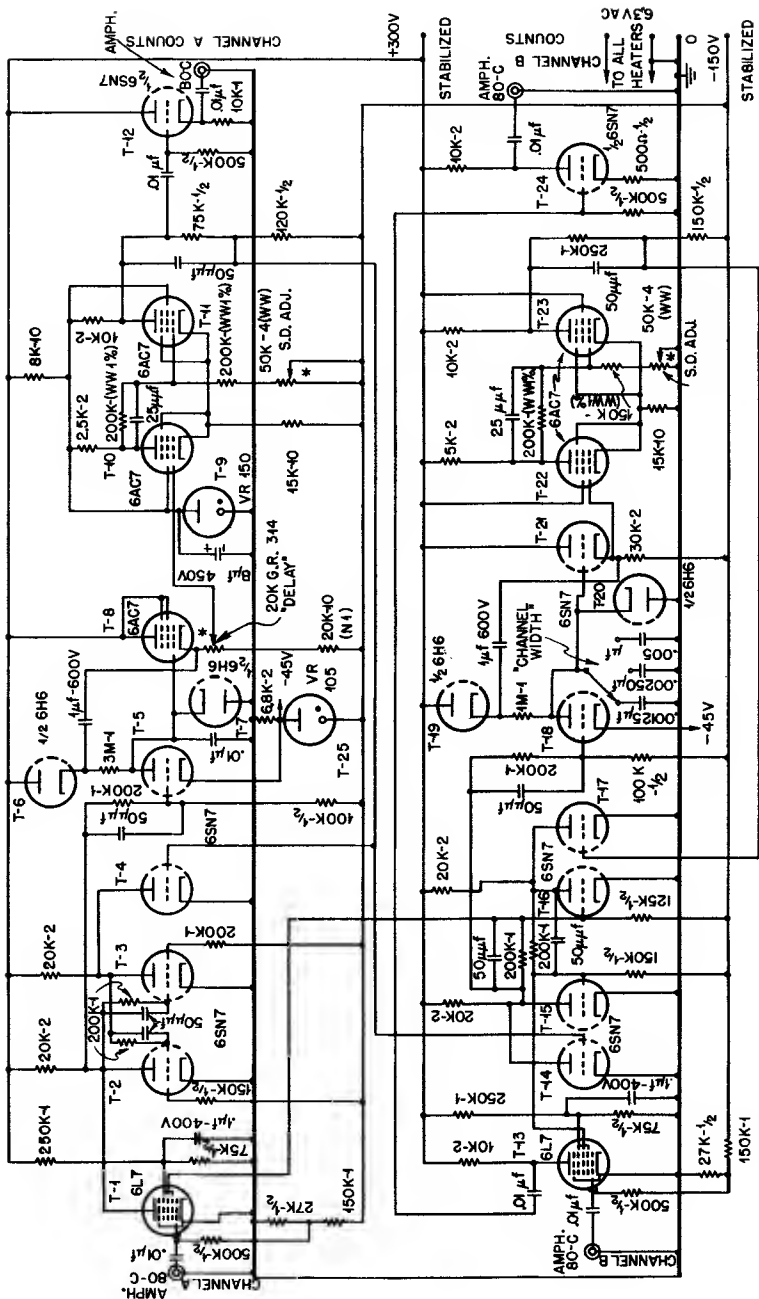 AMPH.
80-C
CHANNEL A
.01μf
500K-1/2
T-1
6L7
250K-1
75K-1/2
.1μf-400V
27K-1/2
150K-1
20K-2
T-2
150K-1/2
200K-1
50μμf
6SN7
20K-2
T-3
200K-1
T-4
6SN7
T-5
50μμf
200K-1
400K-1/2
T-6
1/2 6H6
3M-1
1μf-600V
.01μf
T-7
1/2 6H6
6.8K-2
-45V
VR
105
T-25
T-8
6AC7
*
20K G.R. 314
"DELAY"
20K-10
(N1)
8μf
450V
T-9
VR 150
8K-10
2.5K-2
T-10
6AC7
200K-(WW1%)
25μμf
15K-10
10K-2
6AC7
T-11
200K-(WW1%)
50K-4(WW)
S.D. ADJ.
*
50μμf
75K-1/2
120K-1/2
.01μf
500K-1/2
T-12
1/2 6SN7
AMPH.
80-C
.01μf
10K-1
CHANNEL A COUNTS
+300V
STABILIZED
AMPH.
80-C
CHANNEL B
COUNTS
TO ALL
HEATERS
6.3V AC
0
-150V
STABILIZED
AMPH.
80-C
CHANNEL B
.01μf
500K-1/2
T-13
6L7
.01μf
10K-2
250K-1
75K-1/2
.1μf-400V
27K-1/2
150K-1
T-14
6SN7
T-15
20K-2
150K-1/2
50μμf
200K-1
200K-1
50μμf
T-16
125K-1/2
6SN7
T-17
20K-2
50μμf
200K-1
100K
-1/2
T-18
-45V
T-19
1/2 6H6
1M-1
"CHANNEL
WIDTH"
1μf 600V
.00125μf
.00250μf
.005
μf
6SN7
T-20
1/2 6H6
T-21
30K-2
T-22
6AC7
5K-2
25μμf
200K-(WW1%)
15K-10
150K-
(WW1%)
T-23
10K-2
50K-4
(WW)
*
S.D. ADJ.
250K-1
50μμf
150K-1/2
10K-2
.01μf
T-24
1/2 6SN7
500Ω-1/2
500K-1/2